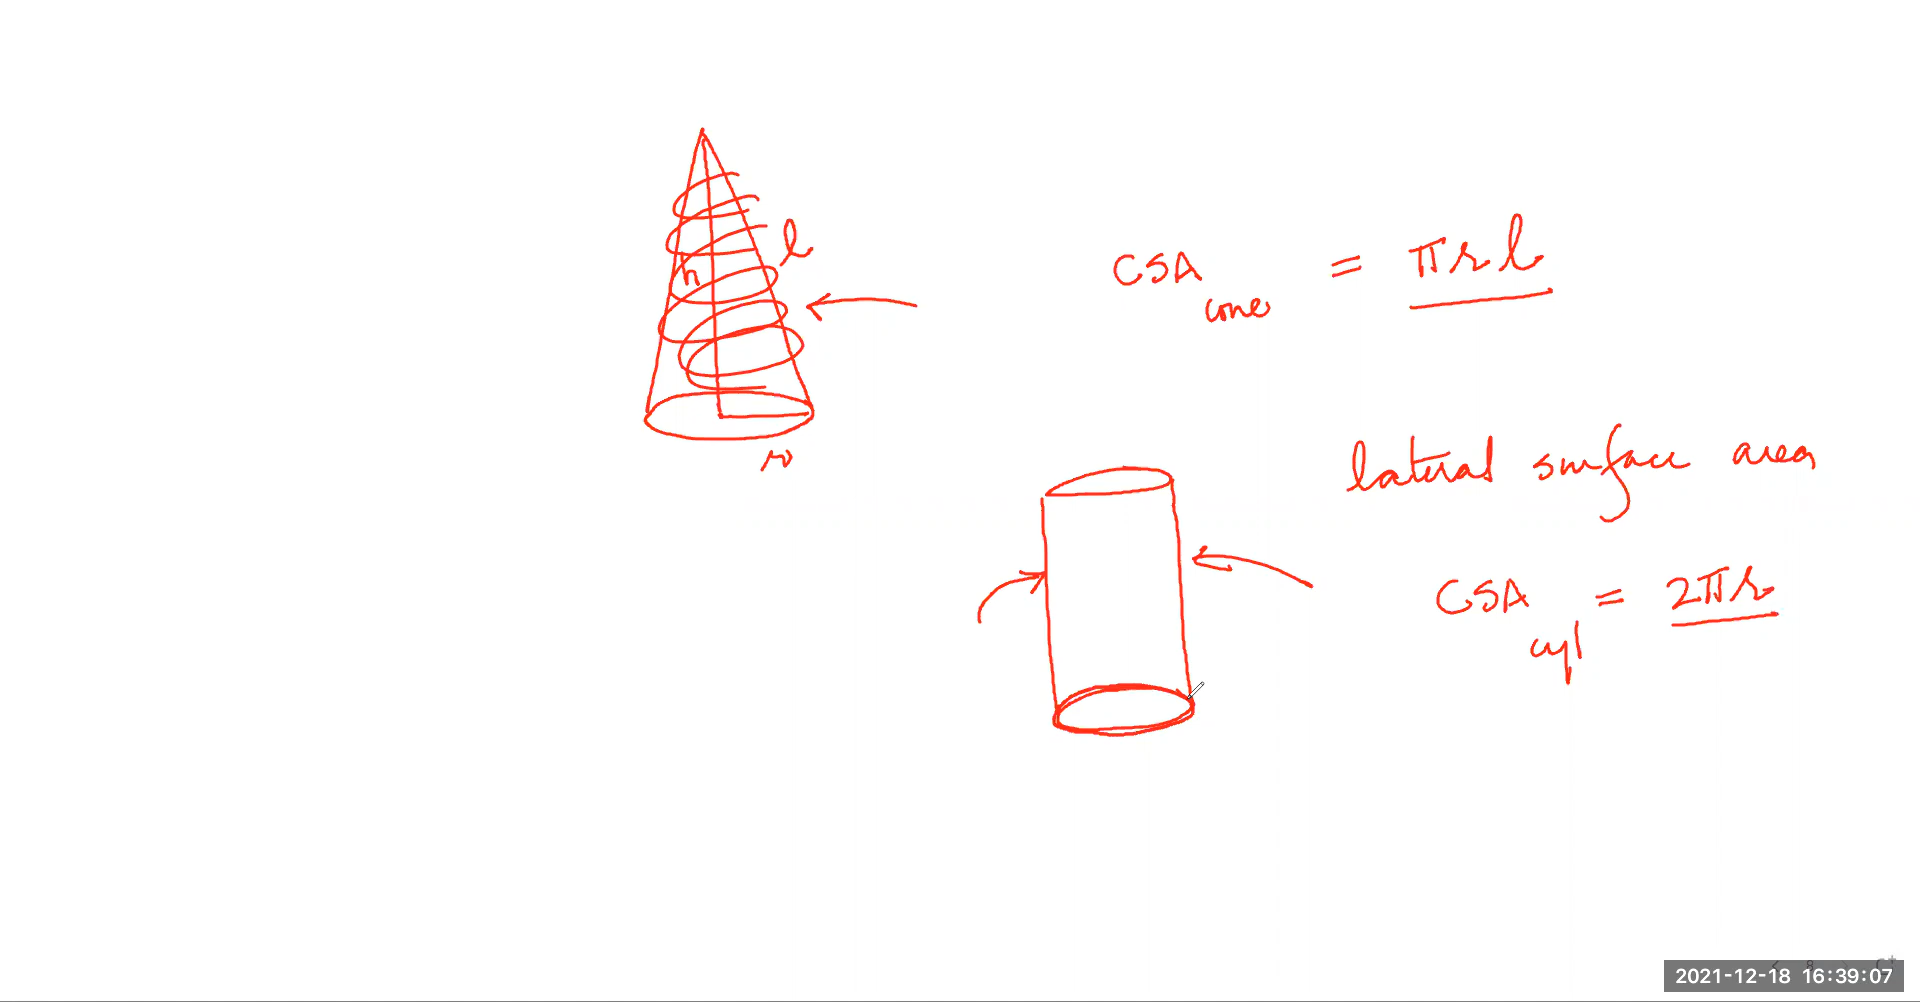 l
h
CSA cone = πrl
r
lateral surface area
CSA cyl = 2πr
2021-12-18 16:39:07